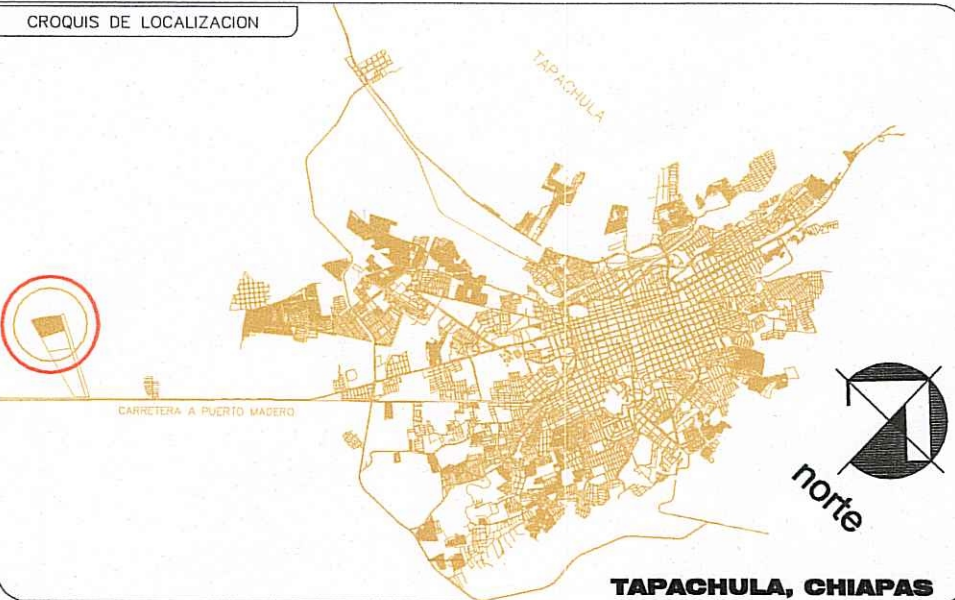 CROQUIS DE LOCALIZACION
TAPACHULA
CARRETERA A PUERTO MADERO
norte
TAPACHULA, CHIAPAS